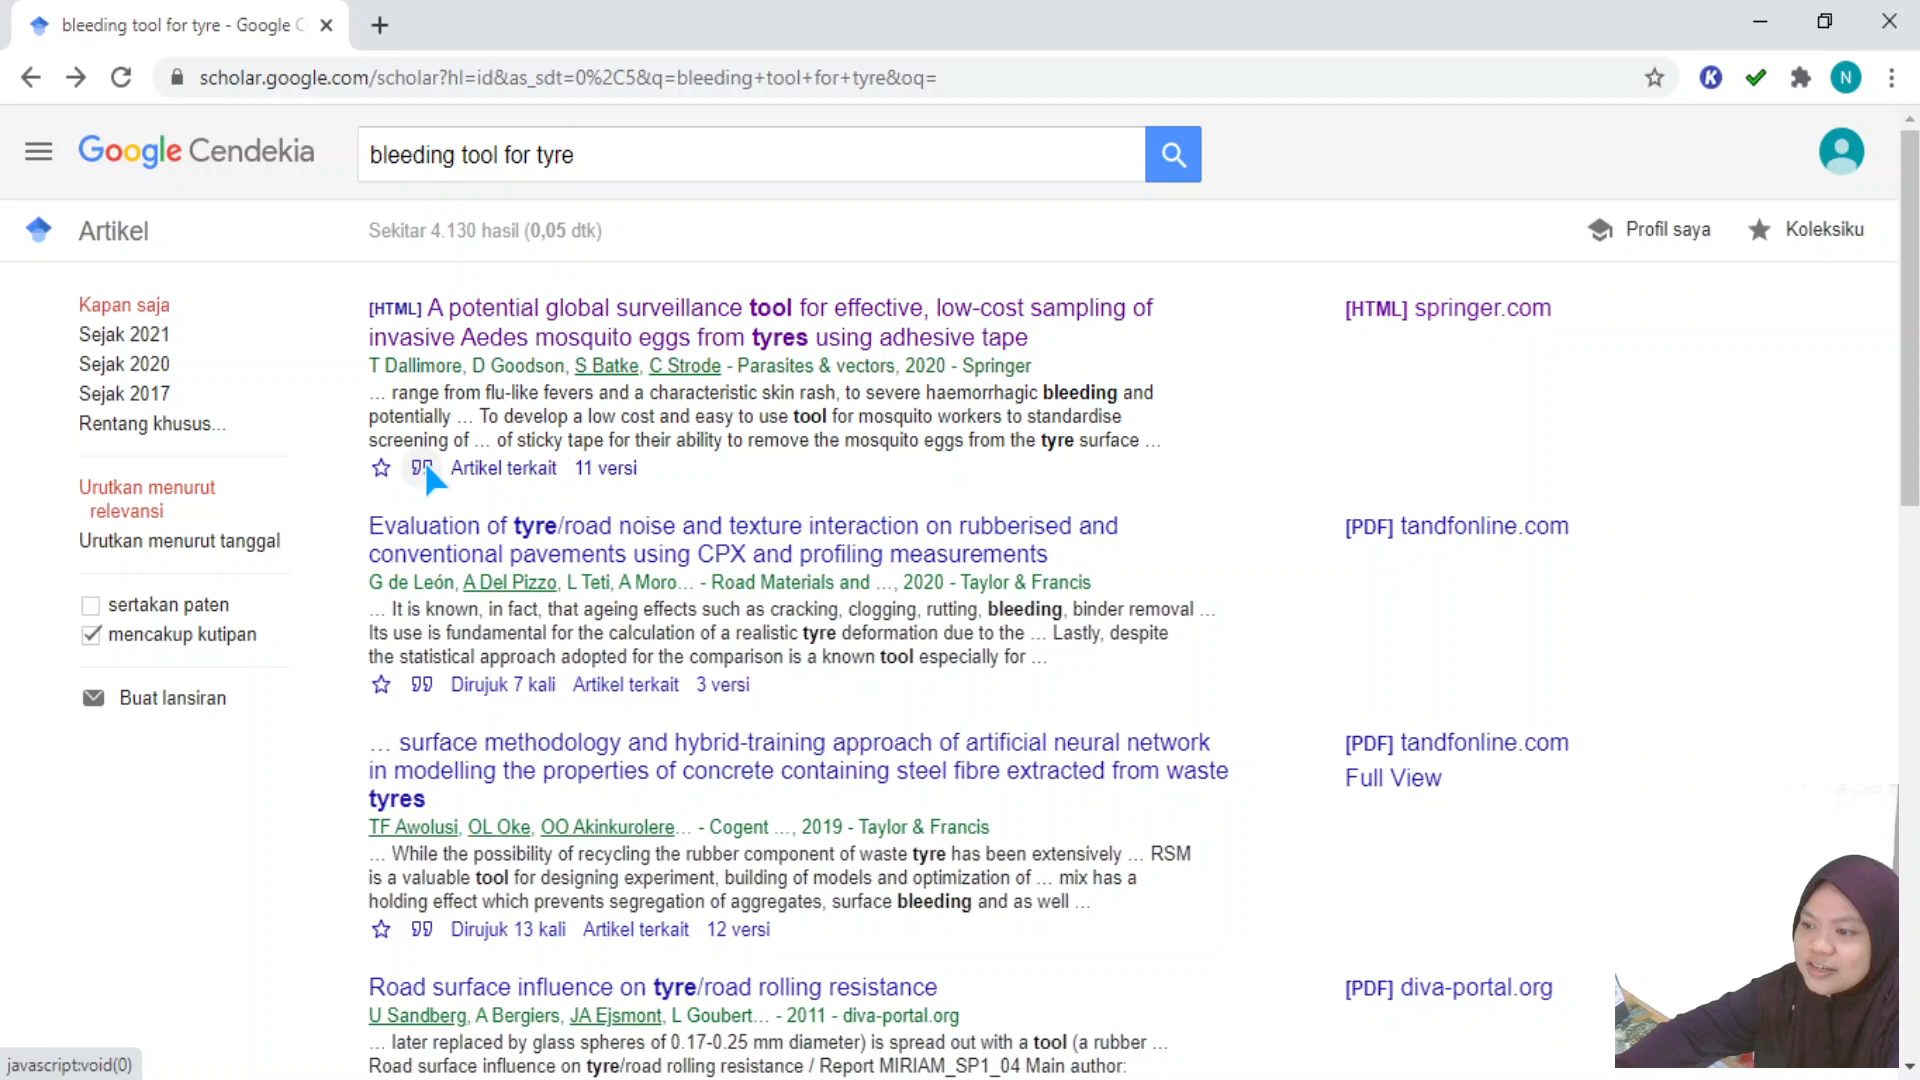 bleeding tool for tyre - Google C
scholar.google.com/scholar?hl=id&as_sdt=0%2C5&q=bleeding+tool+for+tyre&oq=
K
N
Google Cendekia
bleeding tool for tyre
Artikel
Sekitar 4.130 hasil (0,05 dtk)
Profil saya
Koleksiku
Kapan saja
Sejak 2021
Sejak 2020
Sejak 2017
Rentang khusus...
Urutkan menurut
relevansi
Urutkan menurut tanggal
sertakan paten
mencakup kutipan
Buat lansiran
[HTML] A potential global surveillance tool for effective, low-cost sampling of
invasive Aedes mosquito eggs from tyres using adhesive tape
T Dallimore, D Goodson, S Batke, C Strode - Parasites & vectors, 2020 - Springer
… range from flu-like fevers and a characteristic skin rash, to severe haemorrhagic bleeding and
potentially … To develop a low cost and easy to use tool for mosquito workers to standardise
screening of … of sticky tape for their ability to remove the mosquito eggs from the tyre surface …
Artikel terkait 11 versi
[HTML] springer.com
Evaluation of tyre/road noise and texture interaction on rubberised and
conventional pavements using CPX and profiling measurements
G de León, A Del Pizzo, L Teti, A Moro… - Road Materials and …, 2020 - Taylor & Francis
… It is known, in fact, that ageing effects such as cracking, clogging, rutting, bleeding, binder removal …
Its use is fundamental for the calculation of a realistic tyre deformation due to the … Lastly, despite
the statistical approach adopted for the comparison is a known tool especially for …
Dirujuk 7 kali Artikel terkait 3 versi
[PDF] tandfonline.com
… surface methodology and hybrid-training approach of artificial neural network
in modelling the properties of concrete containing steel fibre extracted from waste
tyres
TF Awolusi, OL Oke, OO Akinkurolere… - Cogent …, 2019 - Taylor & Francis
… While the possibility of recycling the rubber component of waste tyre has been extensively … RSM
is a valuable tool for designing experiment, building of models and optimization of … mix has a
holding effect which prevents segregation of aggregates, surface bleeding and as well …
Dirujuk 13 kali Artikel terkait 12 versi
[PDF] tandfonline.com
Full View
Road surface influence on tyre/road rolling resistance
U Sandberg, A Bergiers, JA Ejsmont, L Goubert… - 2011 - diva-portal.org
… later replaced by glass spheres of 0.17-0.25 mm diameter) is spread out with a tool (a rubber …
Road surface influence on tyre/road rolling resistance / Report MIRIAM_SP1_04 Main author:
[PDF] diva-portal.org
javascript:void(0)